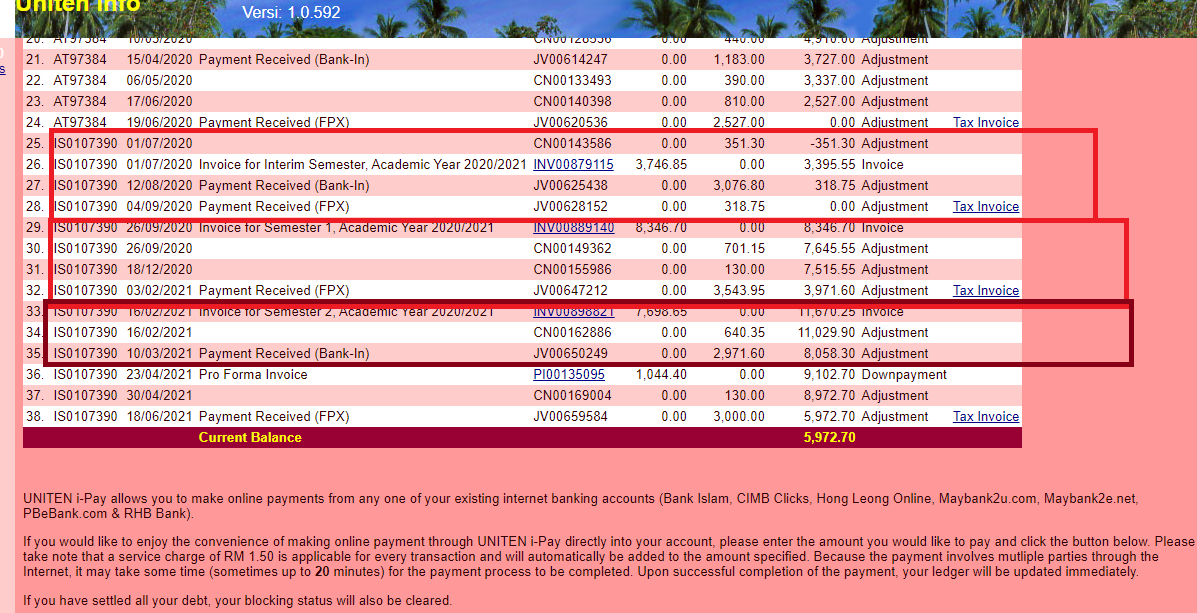 Uniten Info
Versi: 1.0.592
20. AT97384 10/05/2020 CN00128536 0.00 440.00 4,910.00 Adjustment
21. AT97384 15/04/2020 Payment Received (Bank-In) JV00614247 0.00 1,183.00 3,727.00 Adjustment
22. AT97384 06/05/2020 CN00133493 0.00 390.00 3,337.00 Adjustment
23. AT97384 17/06/2020 CN00140398 0.00 810.00 2,527.00 Adjustment
24. AT97384 19/06/2020 Payment Received (FPX) JV00620536 0.00 2,527.00 0.00 Adjustment Tax Invoice
25. IS0107390 01/07/2020 CN00143586 0.00 351.30 -351.30 Adjustment
26. IS0107390 01/07/2020 Invoice for Interim Semester, Academic Year 2020/2021 INV00879115 3,746.85 0.00 3,395.55 Invoice
27. IS0107390 12/08/2020 Payment Received (Bank-In) JV00625438 0.00 3,076.80 318.75 Adjustment
28. IS0107390 04/09/2020 Payment Received (FPX) JV00628152 0.00 318.75 0.00 Adjustment Tax Invoice
29. IS0107390 26/09/2020 Invoice for Semester 1, Academic Year 2020/2021 INV00889140 8,346.70 0.00 8,346.70 Invoice
30. IS0107390 26/09/2020 CN00149362 0.00 701.15 7,645.55 Adjustment
31. IS0107390 18/12/2020 CN00155986 0.00 130.00 7,515.55 Adjustment
32. IS0107390 03/02/2021 Payment Received (FPX) JV00647212 0.00 3,543.95 3,971.60 Adjustment Tax Invoice
33. IS0107390 16/02/2021 Invoice for Semester 2, Academic Year 2020/2021 INV00898821 7,698.65 0.00 11,670.25 Invoice
34. IS0107390 16/02/2021 CN00162886 0.00 640.35 11,029.90 Adjustment
35. IS0107390 10/03/2021 Payment Received (Bank-In) JV00650249 0.00 2,971.60 8,058.30 Adjustment
36. IS0107390 23/04/2021 Pro Forma Invoice PI00135095 1,044.40 0.00 9,102.70 Downpayment
37. IS0107390 30/04/2021 CN00169004 0.00 130.00 8,972.70 Adjustment
38. IS0107390 18/06/2021 Payment Received (FPX) JV00659584 0.00 3,000.00 5,972.70 Adjustment Tax Invoice
Current Balance 5,972.70
UNITEN i-Pay allows you to make online payments from any one of your existing internet banking accounts (Bank Islam, CIMB Clicks, Hong Leong Online, Maybank2u.com, Maybank2e.net,
PBeBank.com & RHB Bank).
If you would like to enjoy the convenience of making online payment through UNITEN i-Pay directly into your account, please enter the amount you would like to pay and click the button below. Please
take note that a service charge of RM 1.50 is applicable for every transaction and will automatically be added to the amount specified. Because the payment involves mutliple parties through the
Internet, it may take some time (sometimes up to 20 minutes) for the payment process to be completed. Upon successful completion of the payment, your ledger will be updated immediately.
If you have settled all your debt, your blocking status will also be cleared.